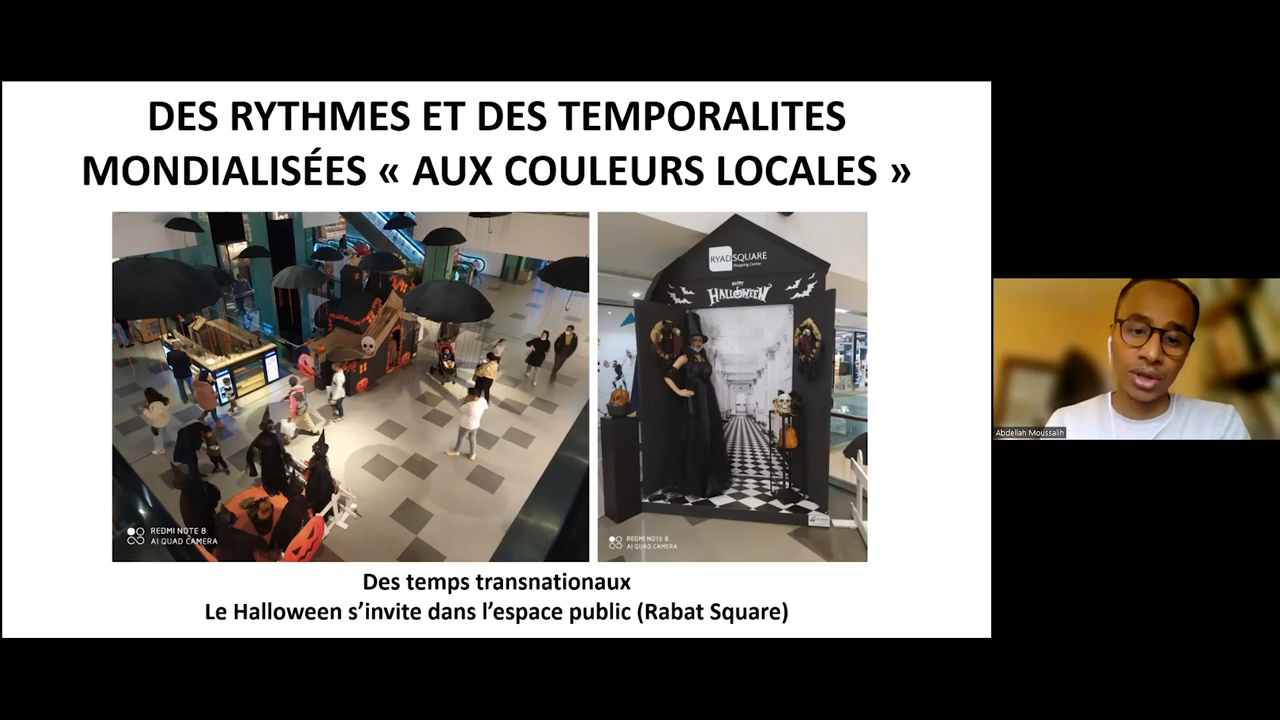 DES RYTHMES ET DES TEMPORALITES
MONDIALISÉES « AUX COULEURS LOCALES »
REDMI NOTE 8
AI QUAD CAMERA
RYAD SQUARE
Shopping Center
HAPPY
HALLOWEEN
REDMI NOTE 8
AI QUAD CAMERA
Des temps transnationaux
Le Halloween s’invite dans l’espace public (Rabat Square)
Abdellah Moussalih